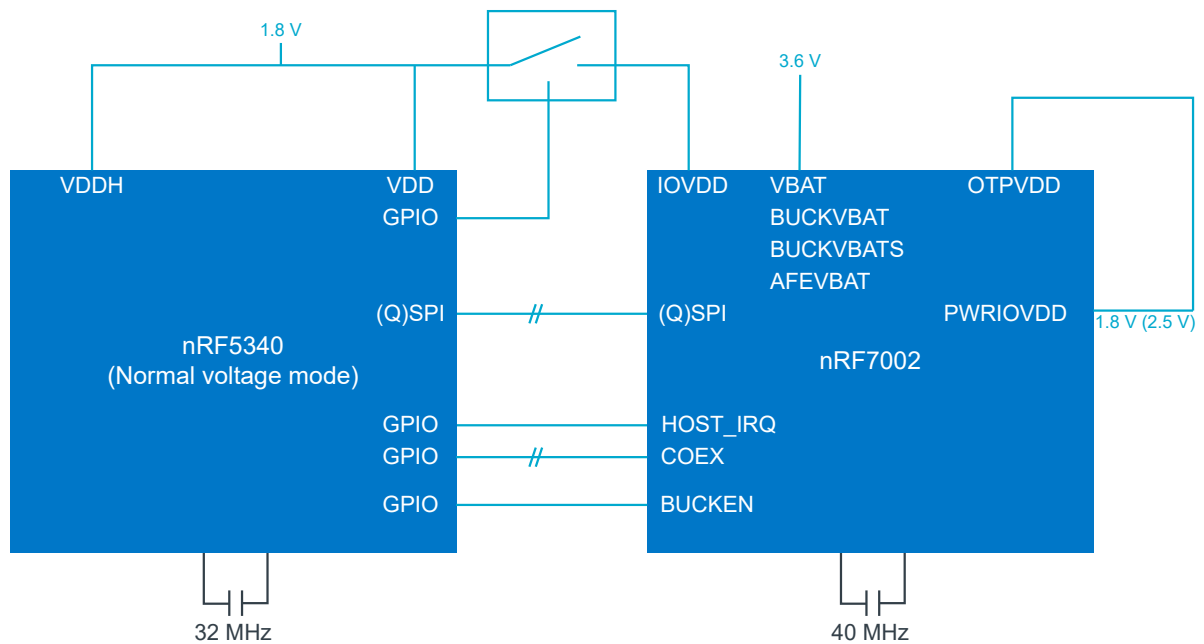 1.8 V
3.6 V
VDDH
VDD
IOVDD
VBAT
OTPVDD
GPIO
BUCKVBAT
BUCKVBATS
AFEVBAT
(Q)SPI
(Q)SPI
PWRIOVDD
1.8 V (2.5 V)
nRF5340
(Normal voltage mode)
nRF7002
GPIO
HOST_IRQ
GPIO
COEX
GPIO
BUCKEN
32 MHz
40 MHz